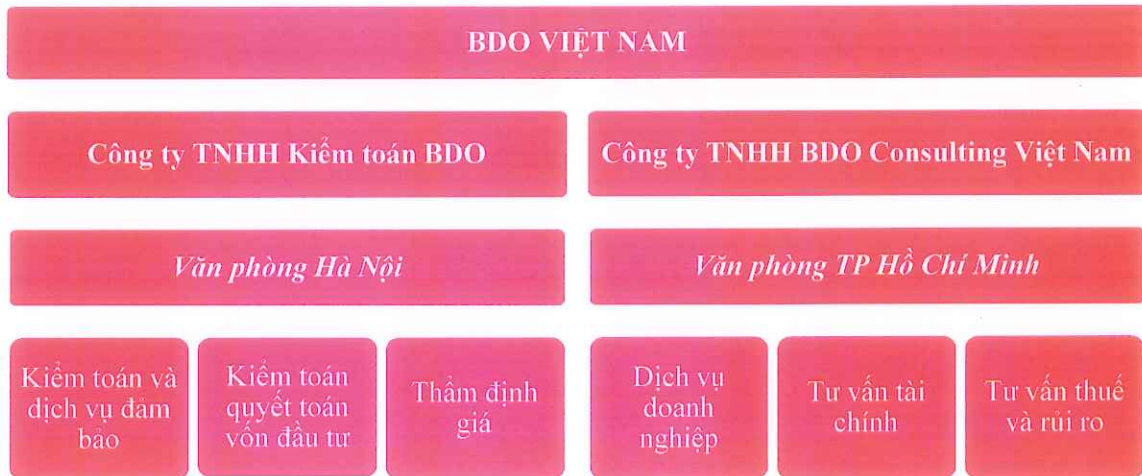 BDO VIỆT NAM
Công ty TNHH Kiểm toán BDO
Công ty TNHH BDO Consulting Việt Nam
Văn phòng Hà Nội
Văn phòng TP Hồ Chí Minh
Kiểm toán và
dịch vụ đảm
bảo
Kiểm toán
quyết toán
vốn đầu tư
Thẩm định
giá
Dịch vụ
doanh
nghiệp
Tư vấn tài
chính
Tư vấn thuế
và rủi ro